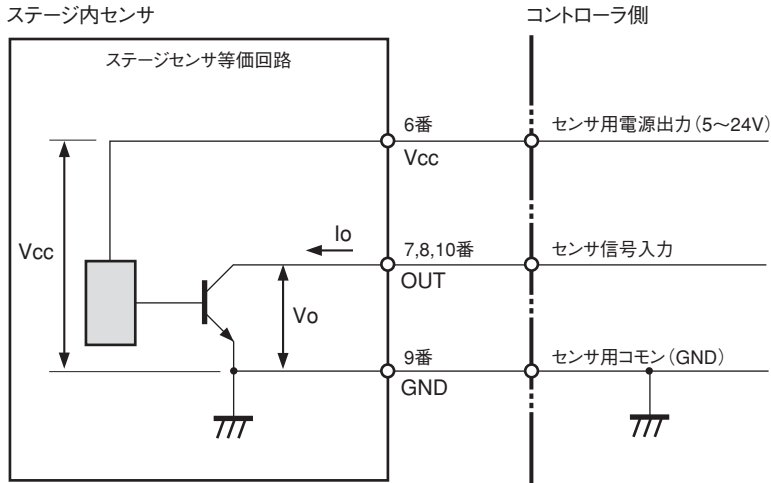 ステージ内センサ
コントローラ側
ステージセンサ等価回路
6番
センサ用電源出力（5～24V）
Vcc
Vcc
Io
7,8,10番
センサ信号入力
OUT
Vo
9番
センサ用コモン（GND）
GND